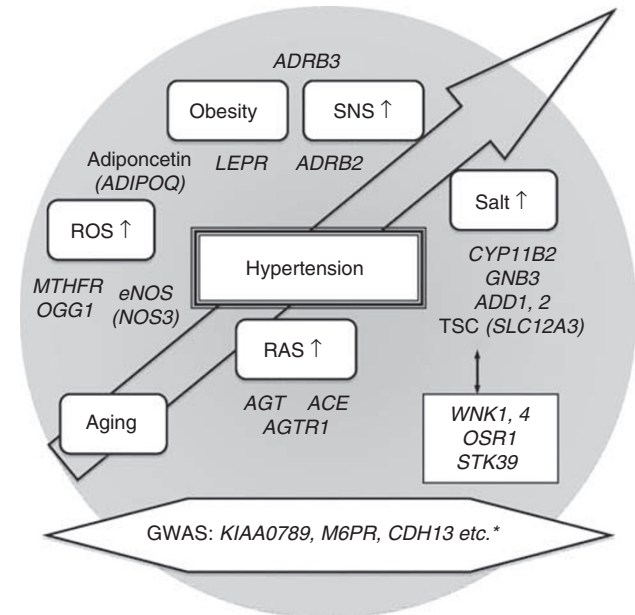 ADRB3
Obesity
SNS ↑
Adiponcetin
(ADIPOQ)
LEPR
ADRB2
ROS ↑
Salt ↑
Hypertension
MTHFR
OGG1
eNOS
(NOS3)
CYP11B2
GNB3
ADD1, 2
TSC (SLC12A3)
RAS ↑
AGT ACE
AGTR1
Aging
WNK1, 4
OSR1
STK39
GWAS: KIAA0789, M6PR, CDH13 etc.*